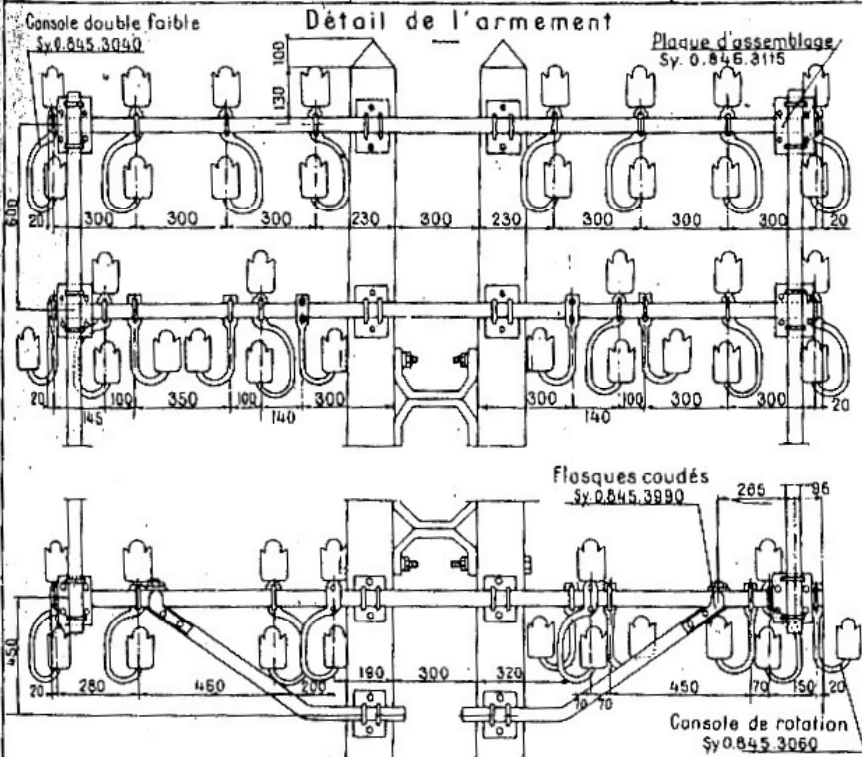 Détail de l'armement
Console double faible
Sy.0.845.3040
Plaque d'assemblage
Sy. 0.845.3115
100
130
600
20 300 300 300 230 300 230 300 300 300 20
20 145 100 350 100 140 300 300 140 100 300 300 20
Flasques coudés
Sy.0.845.3990
265 95
450
20 280 460 200 190 300 320 70 70 450 70 150 20
Console de rotation
Sy0.845.3060